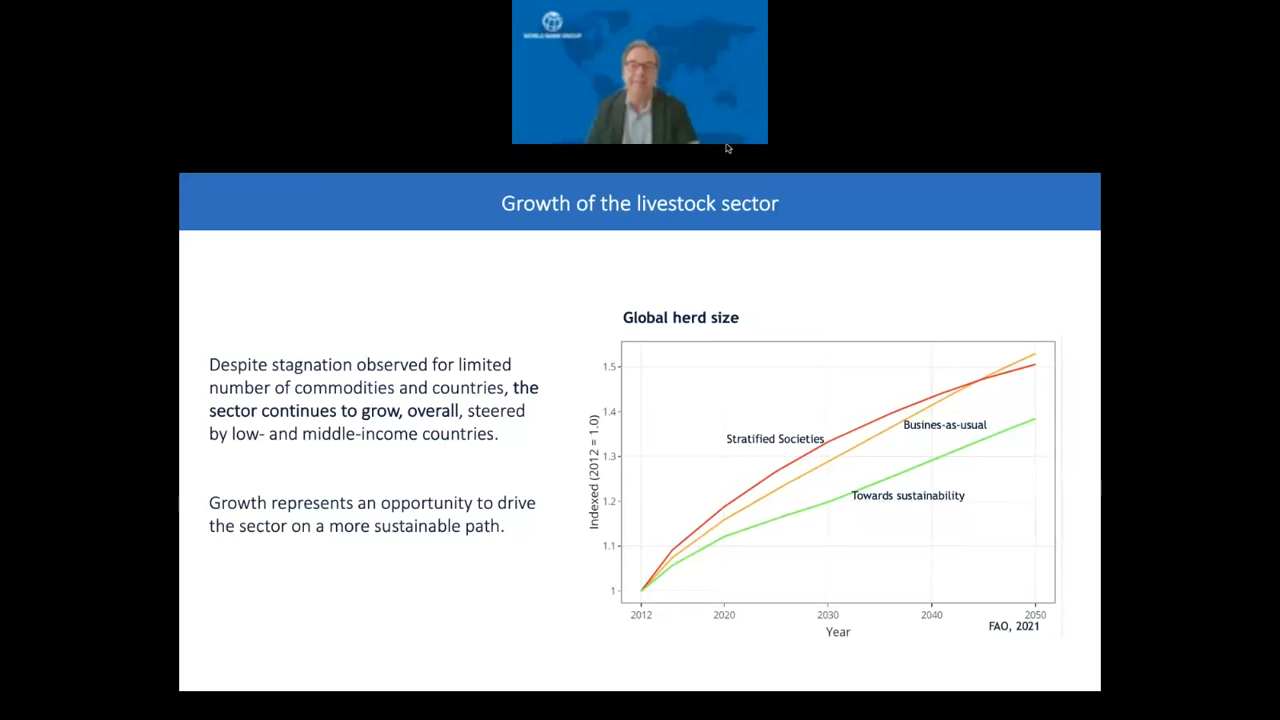 WORLD BANK GROUP
Growth of the livestock sector
Despite stagnation observed for limited
number of commodities and countries, the
sector continues to grow, overall, steered
by low- and middle-income countries.
Growth represents an opportunity to drive
the sector on a more sustainable path.
Global herd size
Indexed (2012 = 1.0)
1.5
1.4
1.3
1.2
1.1
1
Stratified Societies
Busines-as-usual
Towards sustainability
2012
2020
2030
2040
2050
Year
FAO, 2021